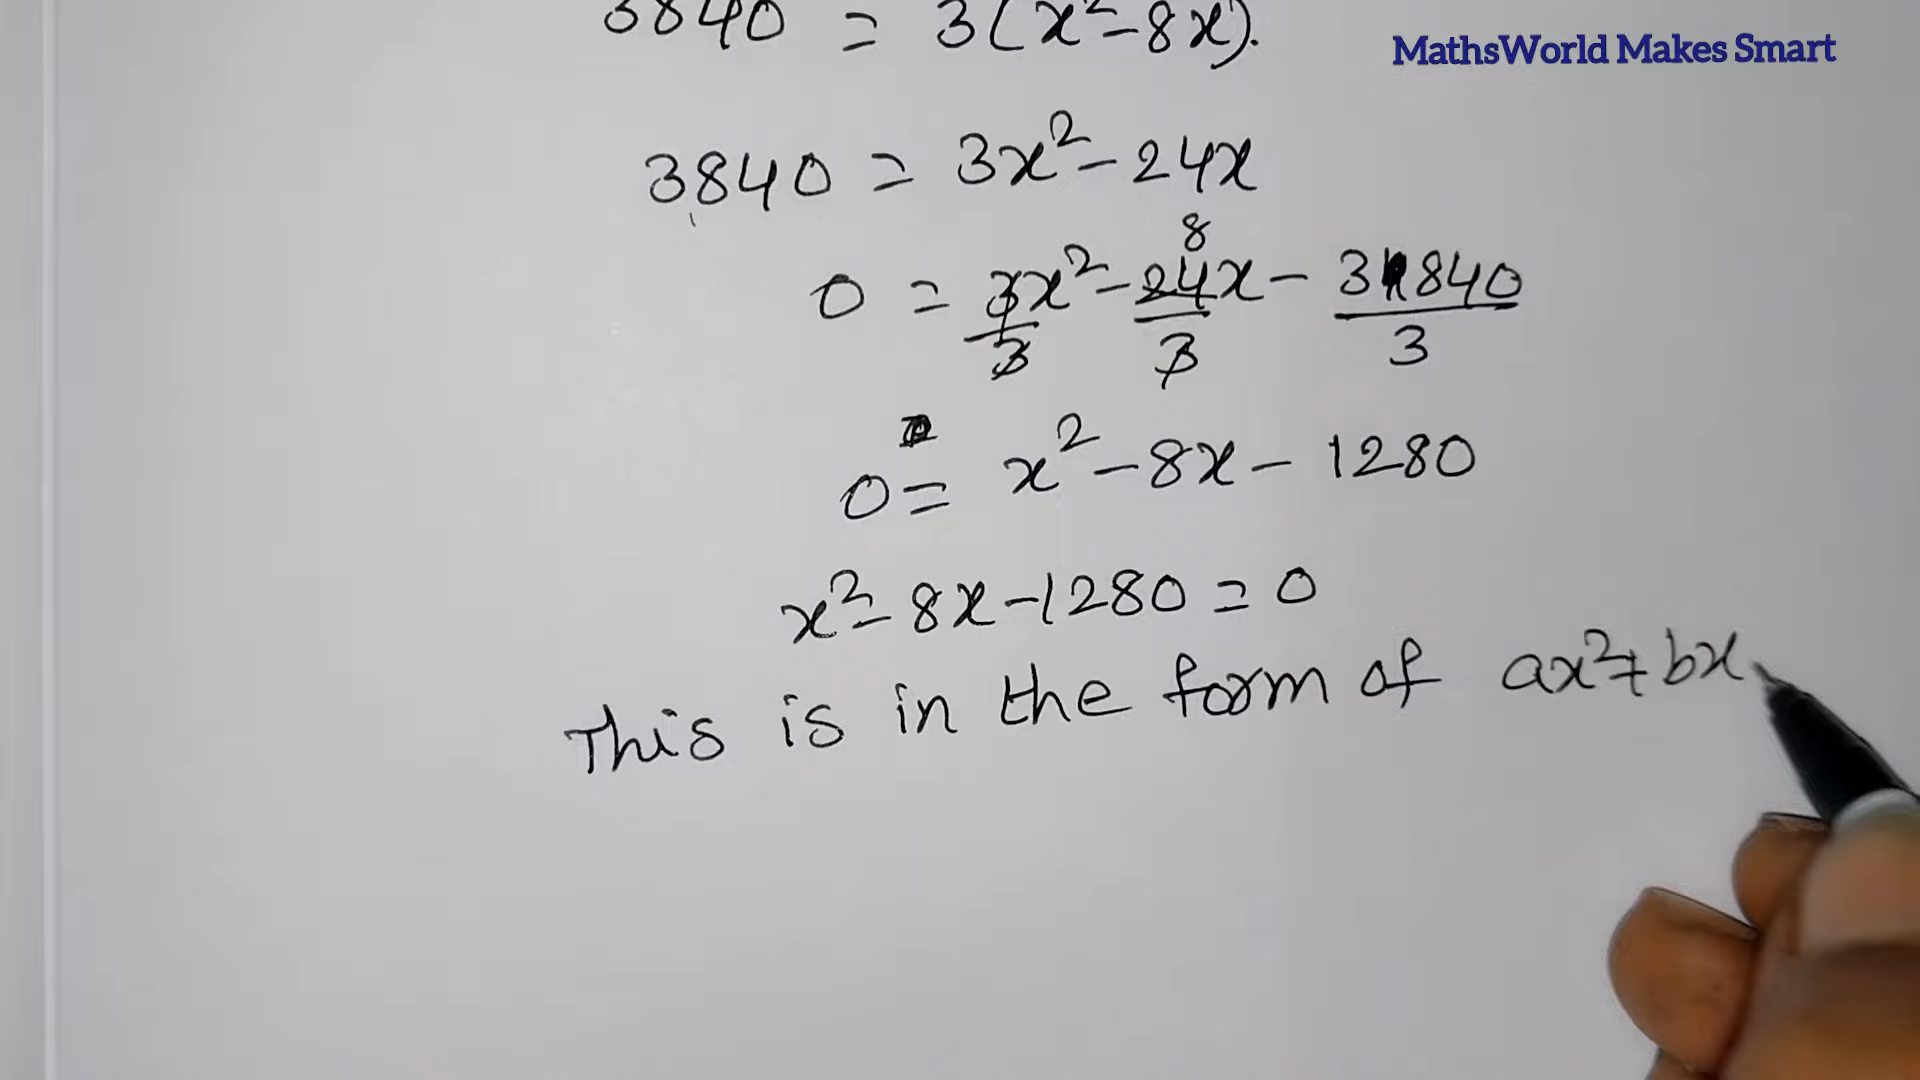 3840 = 3(x²-8x).
MathsWorld Makes Smart
3840 = 3x²-24x
8
0 = 3x²-24x-3840
3 3 3
0 = x²-8x-1280
x²-8x-1280=0
This is in the form of ax²+bx